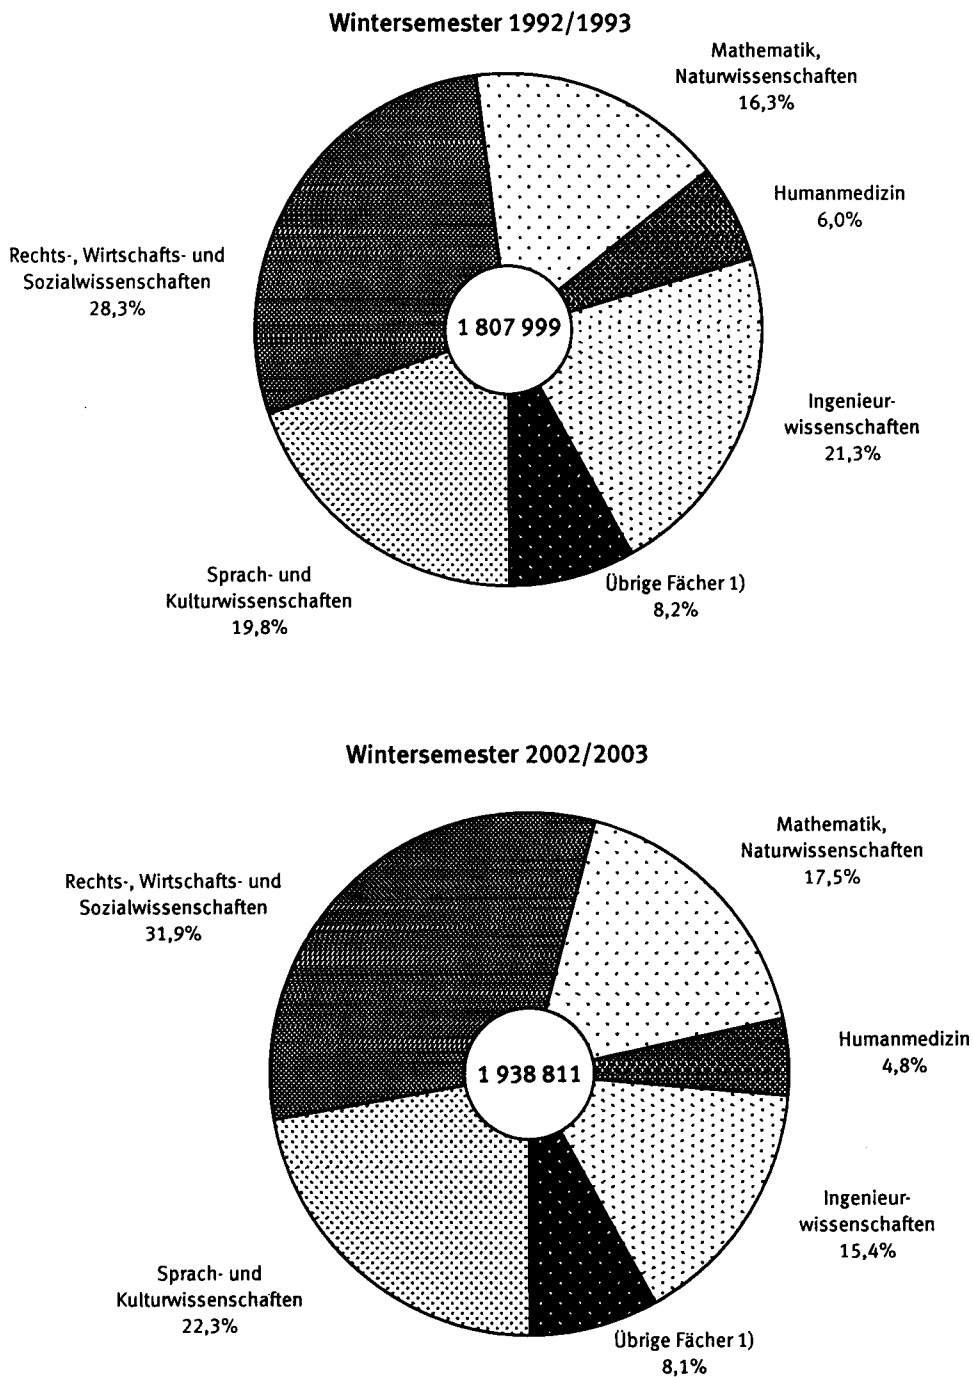 Wintersemester 1992/1993
Mathematik,
Naturwissenschaften
16,3%
Humanmedizin
6,0%
Rechts-, Wirtschafts- und
Sozialwissenschaften
28,3%
1 807 999
Ingenieur-
wissenschaften
21,3%
Sprach- und
Kulturwissenschaften
19,8%
Übrige Fächer 1)
8,2%
Wintersemester 2002/2003
Mathematik,
Naturwissenschaften
17,5%
Rechts-, Wirtschafts- und
Sozialwissenschaften
31,9%
Humanmedizin
4,8%
1 938 811
Ingenieur-
wissenschaften
15,4%
Sprach- und
Kulturwissenschaften
22,3%
Übrige Fächer 1)
8,1%